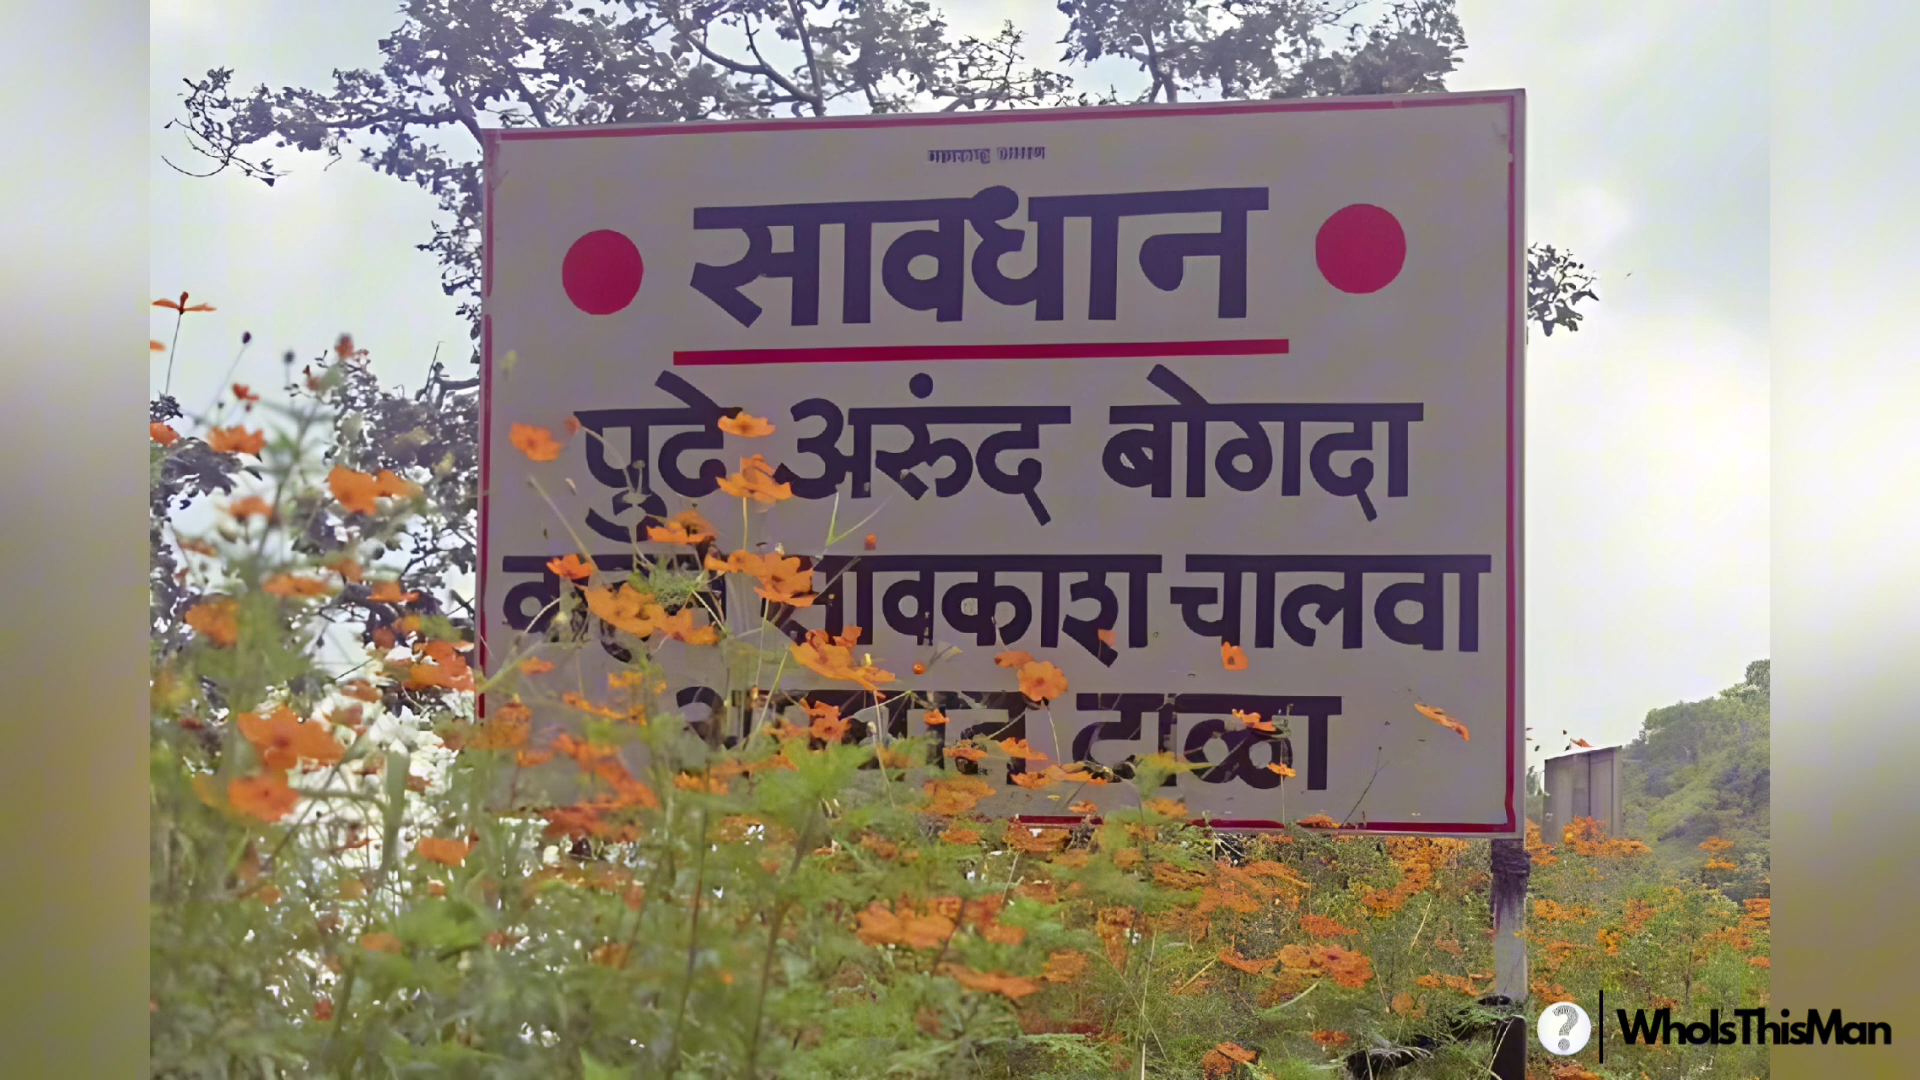 सावधान
पुढे अरुंद बोगदा
सावकाश चालवा
टाळा
WhoIsThisMan